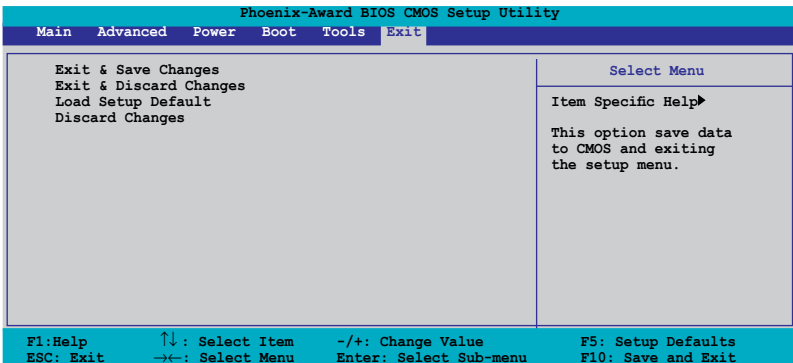 Phoenix-Award BIOS CMOS Setup Utility
Main Advanced Power Boot Tools Exit
Exit & Save Changes
Exit & Discard Changes
Load Setup Default
Discard Changes
Select Menu
Item Specific Help▶
This option save data
to CMOS and exiting
the setup menu.
F1:Help ↑↓: Select Item -/+: Change Value F5: Setup Defaults
ESC: Exit →←: Select Menu Enter: Select Sub-menu F10: Save and Exit